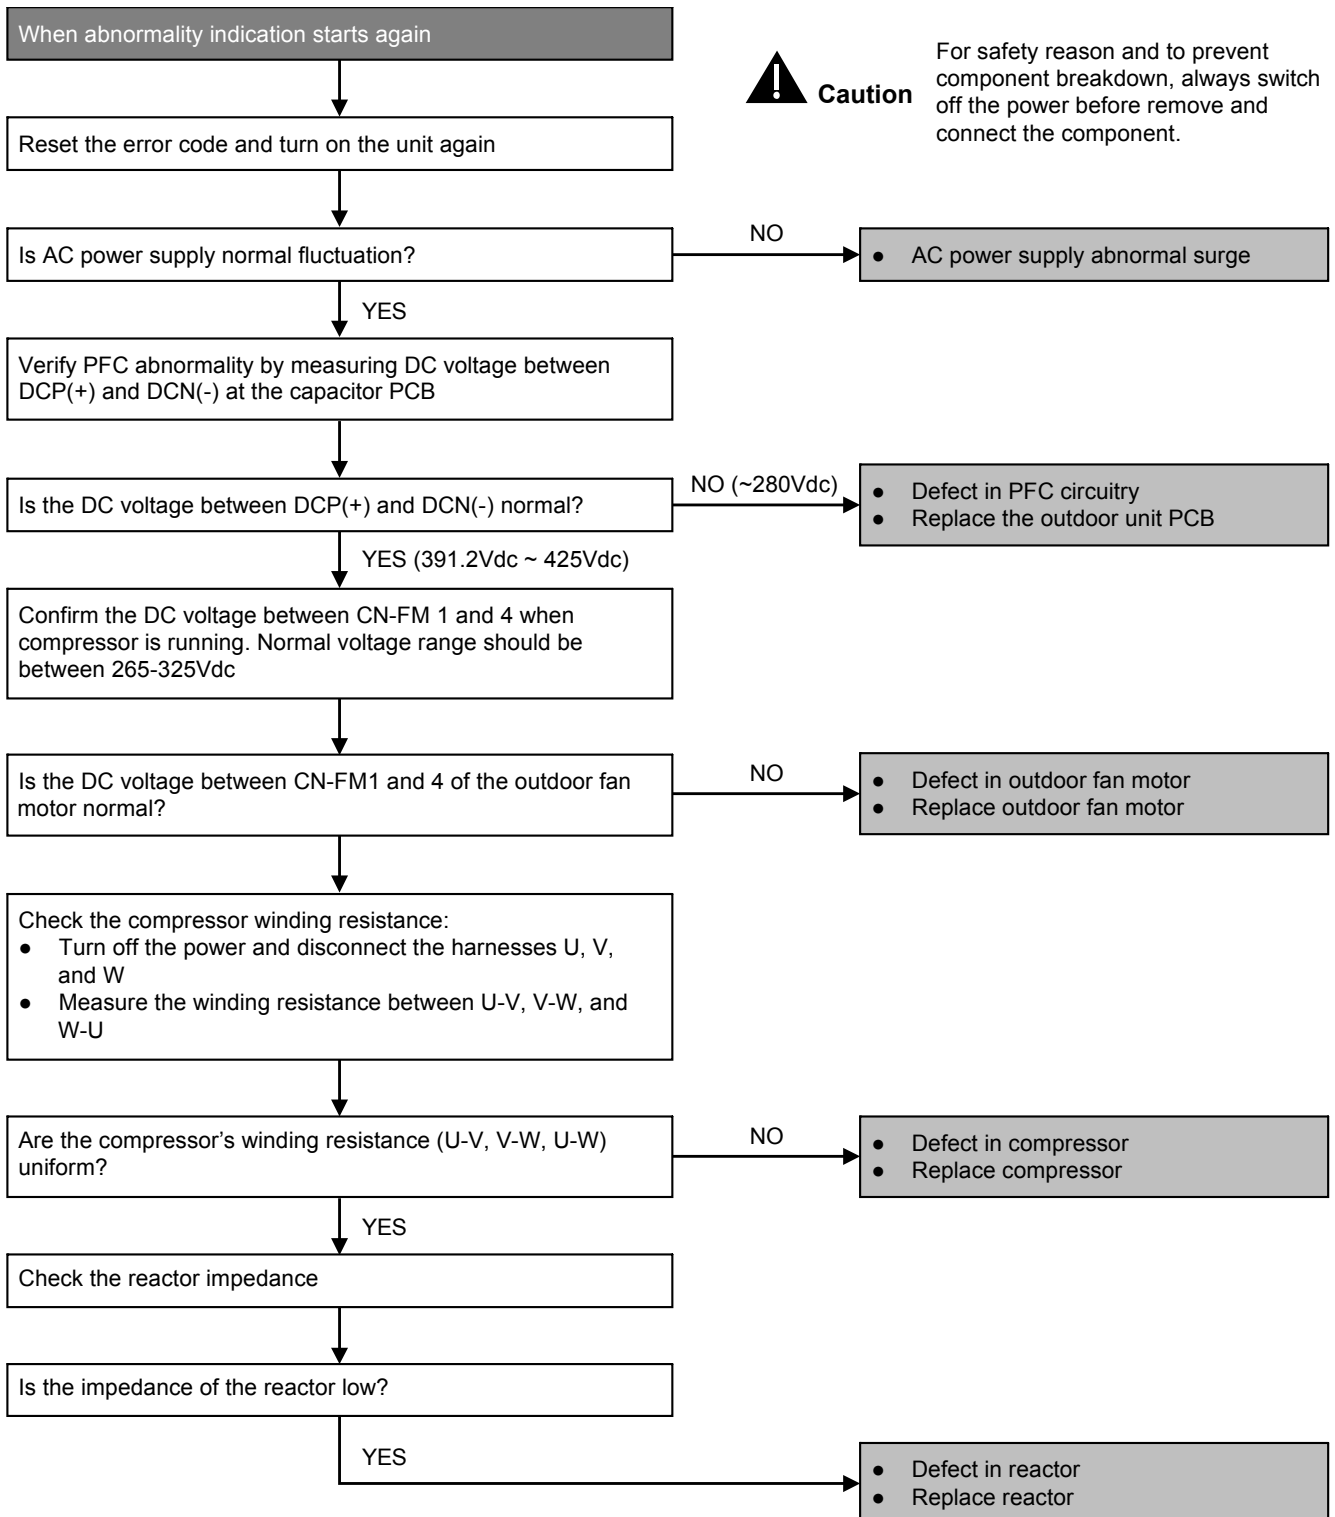 When abnormality indication starts again
Caution
For safety reason and to prevent
component breakdown, always switch
off the power before remove and
connect the component.
Reset the error code and turn on the unit again
Is AC power supply normal fluctuation?
NO
● AC power supply abnormal surge
YES
Verify PFC abnormality by measuring DC voltage between
DCP(+) and DCN(-) at the capacitor PCB
Is the DC voltage between DCP(+) and DCN(-) normal?
NO (~280Vdc)
● Defect in PFC circuitry
● Replace the outdoor unit PCB
YES (391.2Vdc ~ 425Vdc)
Confirm the DC voltage between CN-FM 1 and 4 when
compressor is running. Normal voltage range should be
between 265-325Vdc
Is the DC voltage between CN-FM1 and 4 of the outdoor fan
motor normal?
NO
● Defect in outdoor fan motor
● Replace outdoor fan motor
Check the compressor winding resistance:
● Turn off the power and disconnect the harnesses U, V,
and W
● Measure the winding resistance between U-V, V-W, and
W-U
Are the compressor’s winding resistance (U-V, V-W, U-W)
uniform?
NO
● Defect in compressor
● Replace compressor
YES
Check the reactor impedance
Is the impedance of the reactor low?
YES
● Defect in reactor
● Replace reactor